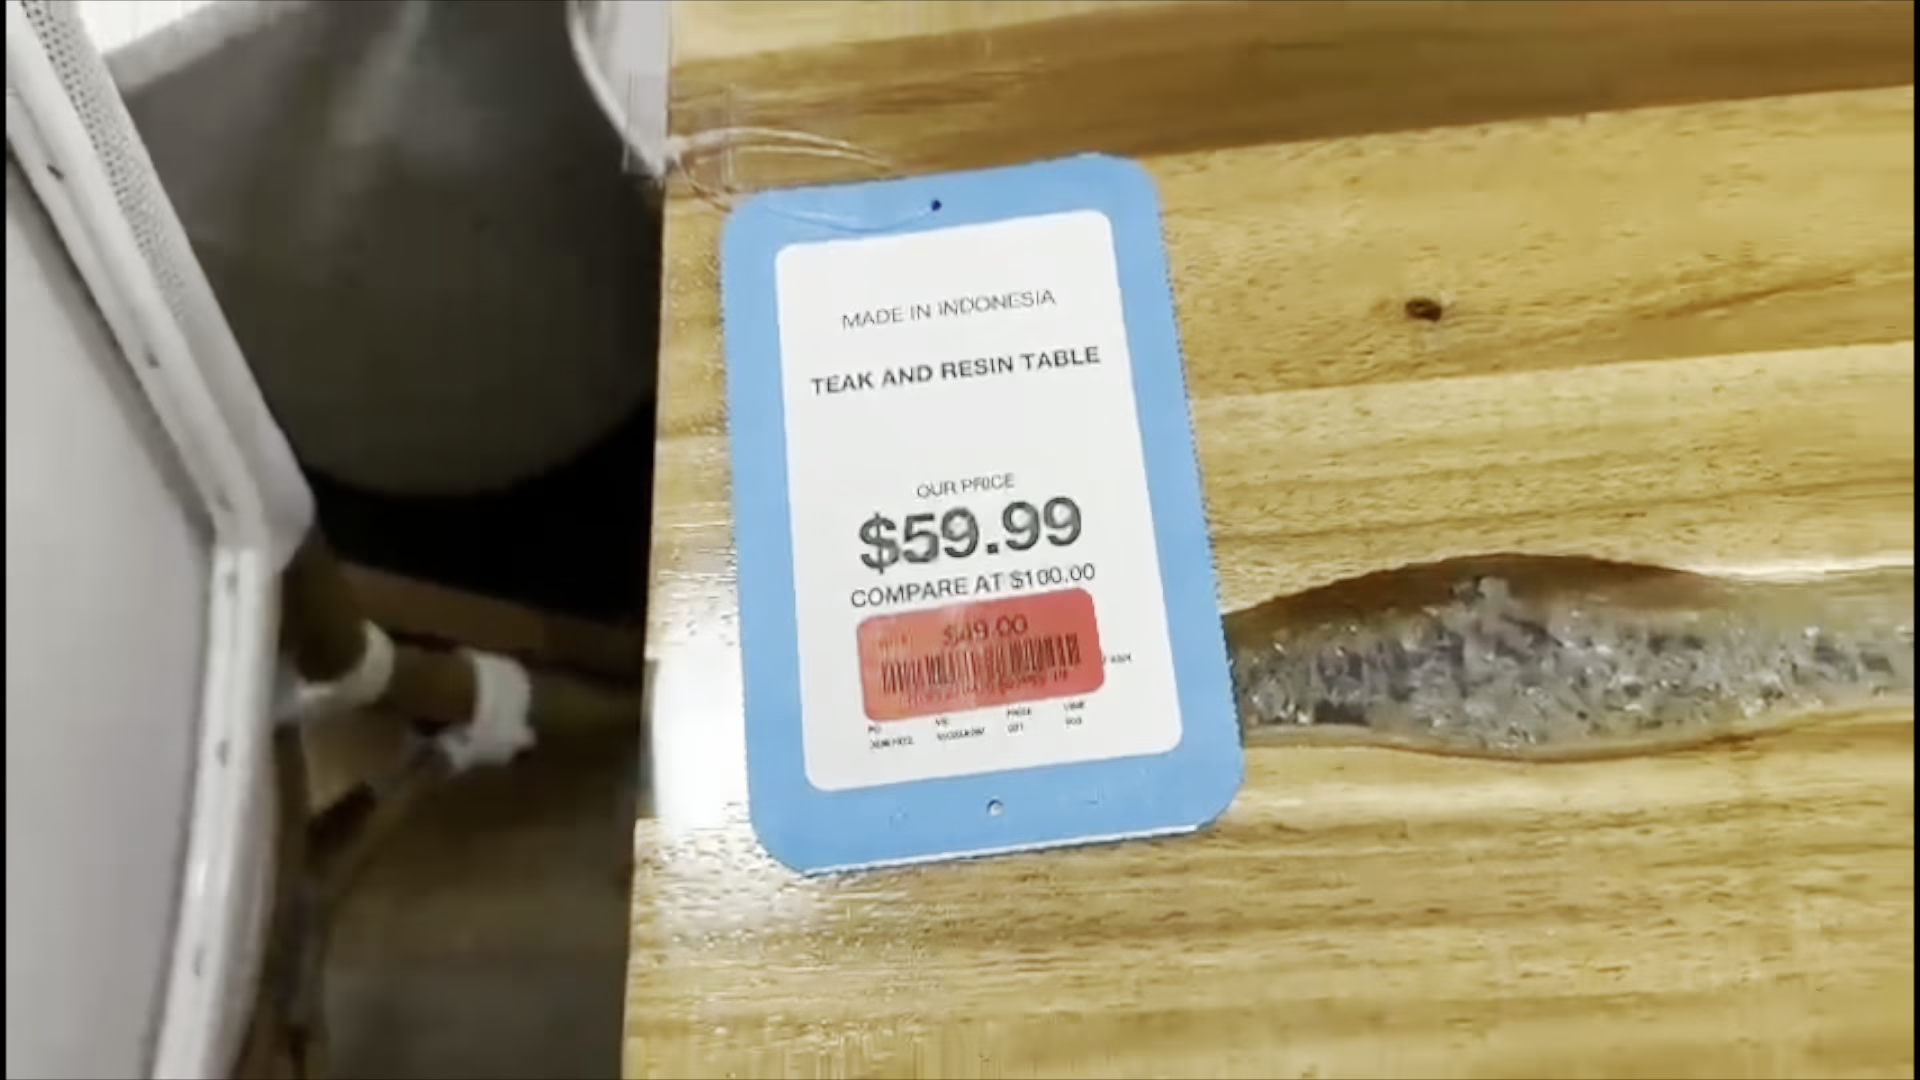 MADE IN INDONESIA
TEAK AND RESIN TABLE
OUR PRICE
$59.99
COMPARE AT $100.00
$49.00